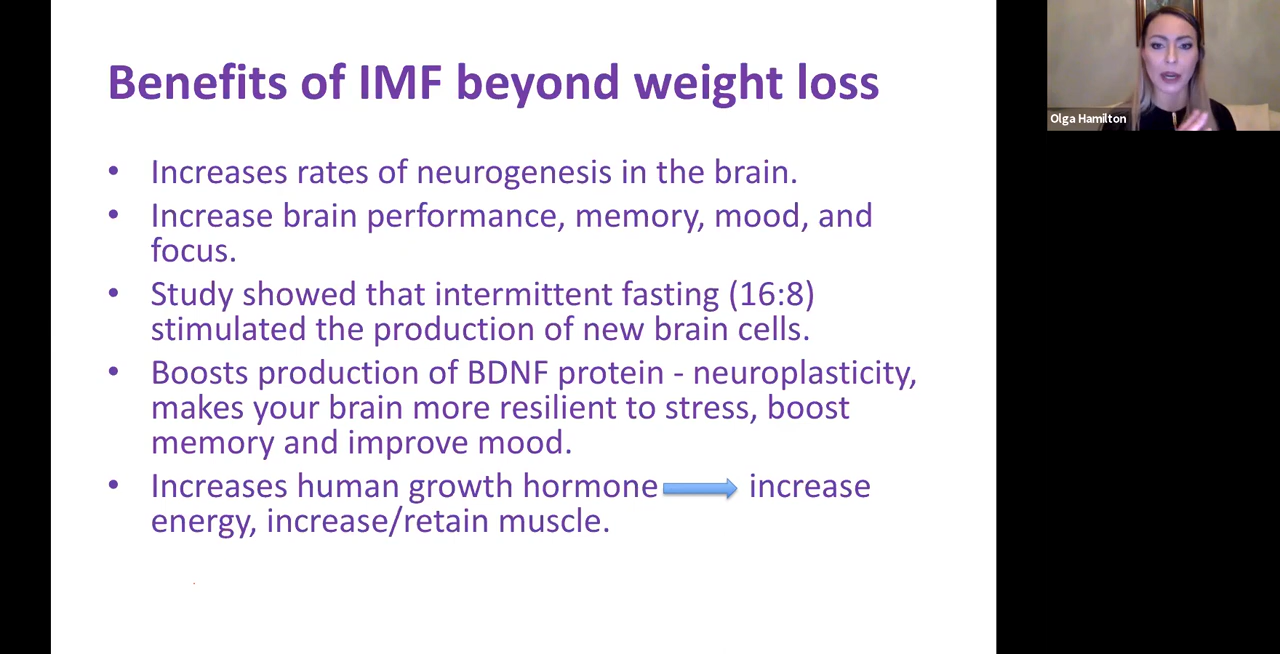 Benefits of IMF beyond weight loss
• Increases rates of neurogenesis in the brain.
• Increase brain performance, memory, mood, and
focus.
• Study showed that intermittent fasting (16:8)
stimulated the production of new brain cells.
• Boosts production of BDNF protein - neuroplasticity,
makes your brain more resilient to stress, boost
memory and improve mood.
• Increases human growth hormone increase
energy, increase/retain muscle.
Olga Hamilton